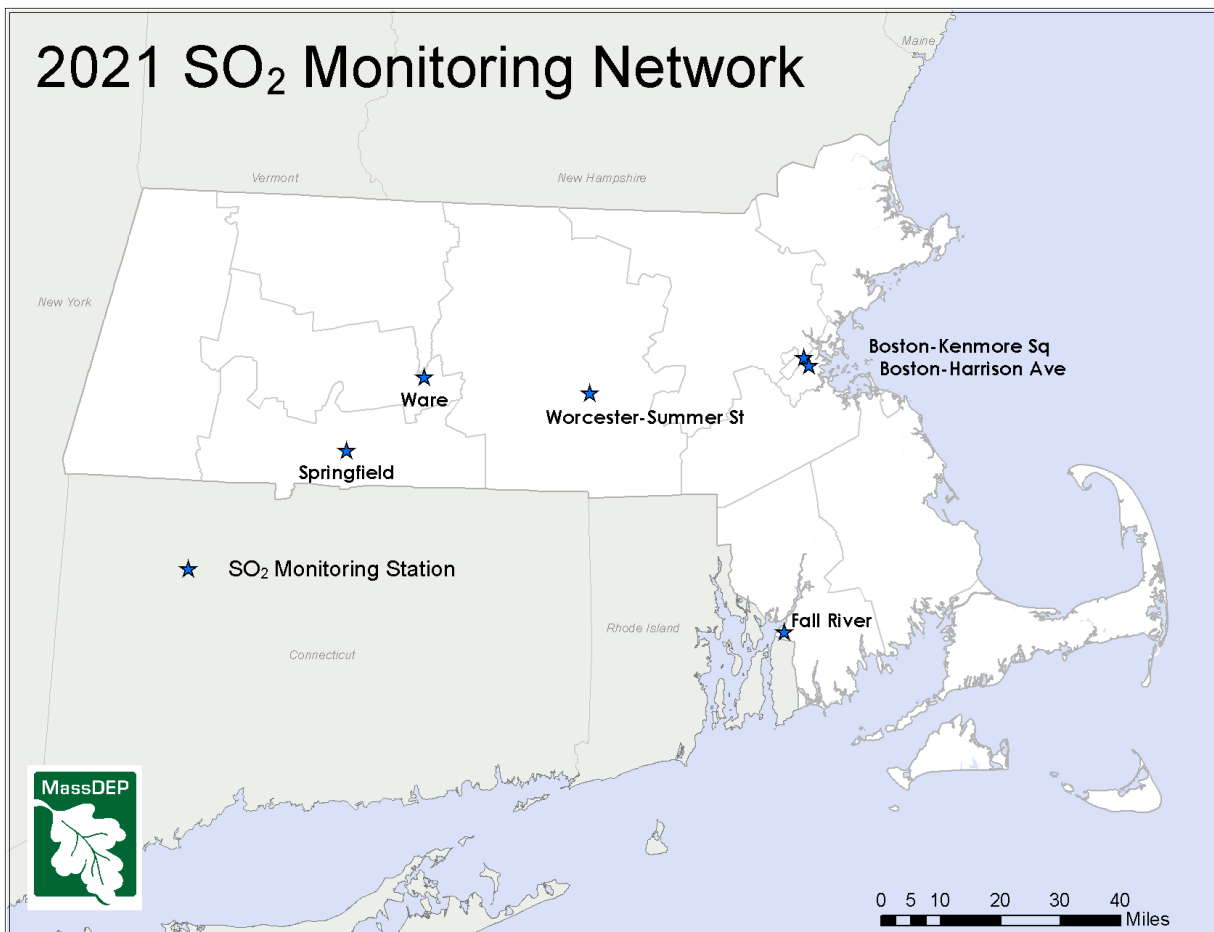 2021 SO₂ Monitoring Network
Maine
Vermont
New Hampshire
New York
Boston-Kenmore Sq
Boston-Harrison Ave
Ware
Worcester-Summer St
Springfield
SO₂ Monitoring Station
Fall River
Rhode Island
Connecticut
MassDEP
0 5 10 20 30 40
Miles